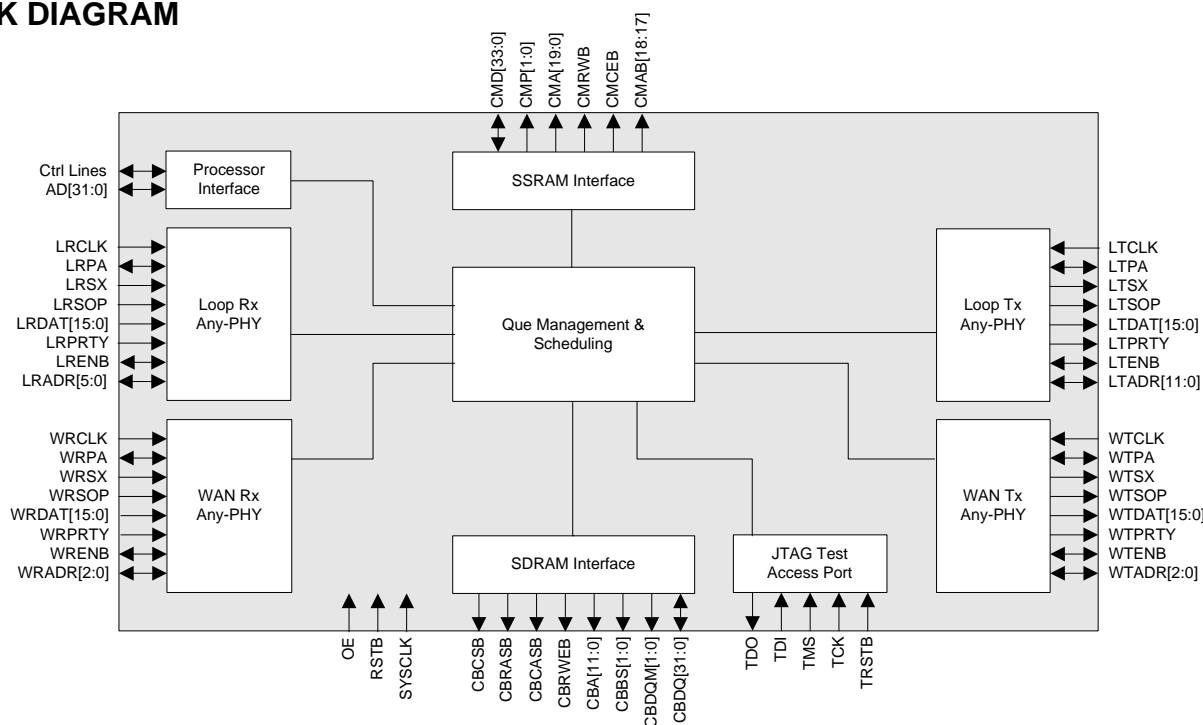 K DIAGRAM
CMD[33:0]
CMP[1:0]
CMA[19:0]
CMRWB
CMCEB
CMAB[18:17]
Ctrl Lines
AD[31:0]
Processor
Interface
SSRAM Interface
LRCLK
LRPA
LRSX
LRSOP
LRDAT[15:0]
LRPRTY
LRENB
LRADR[5:0]
Loop Rx
Any-PHY
Que Management &
Scheduling
Loop Tx
Any-PHY
LTCLK
LTPA
LTSX
LTSOP
LTDAT[15:0]
LTPRTY
LTENB
LTADR[11:0]
WRCLK
WRPA
WRSX
WRSOP
WRDAT[15:0]
WRPRTY
WRENB
WRADR[2:0]
WAN Rx
Any-PHY
SDRAM Interface
JTAG Test
Access Port
WAN Tx
Any-PHY
WTCLK
WTPA
WTSX
WTSOP
WTDAT[15:0]
WTPRTY
WTENB
WTADR[2:0]
OE
RSTB
SYSCLK
CBCSB
CBRASB
CBCASB
CBRWEB
CBA[11:0]
CBBS[1:0]
CBDQM[1:0]
CBDQ[31:0]
TDO
TDI
TMS
TCK
TRSTB